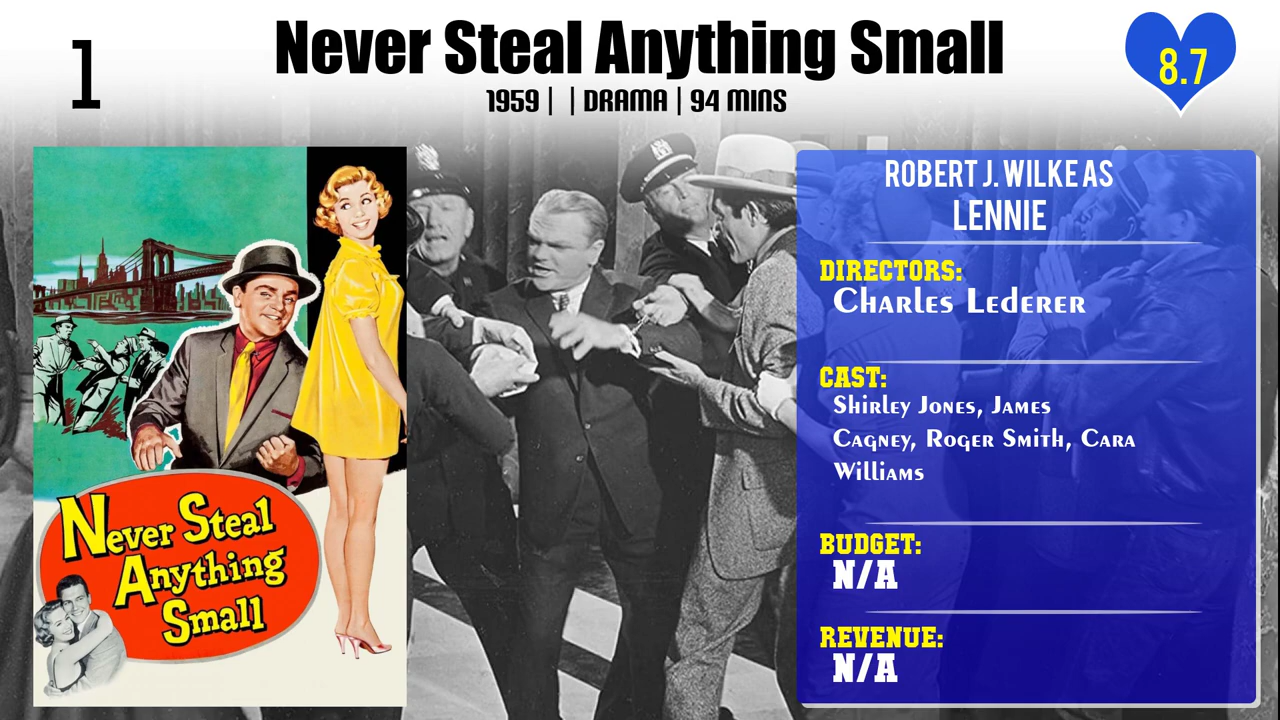 1
Never Steal Anything Small
1959 | | DRAMA | 94 MINS
8.7
Never Steal
Anything
Small
ROBERT J. WILKE AS
LENNIE
DIRECTORS:
Charles Lederer
CAST:
Shirley Jones, James
Cagney, Roger Smith, Cara
Williams
BUDGET:
N/A
REVENUE:
N/A